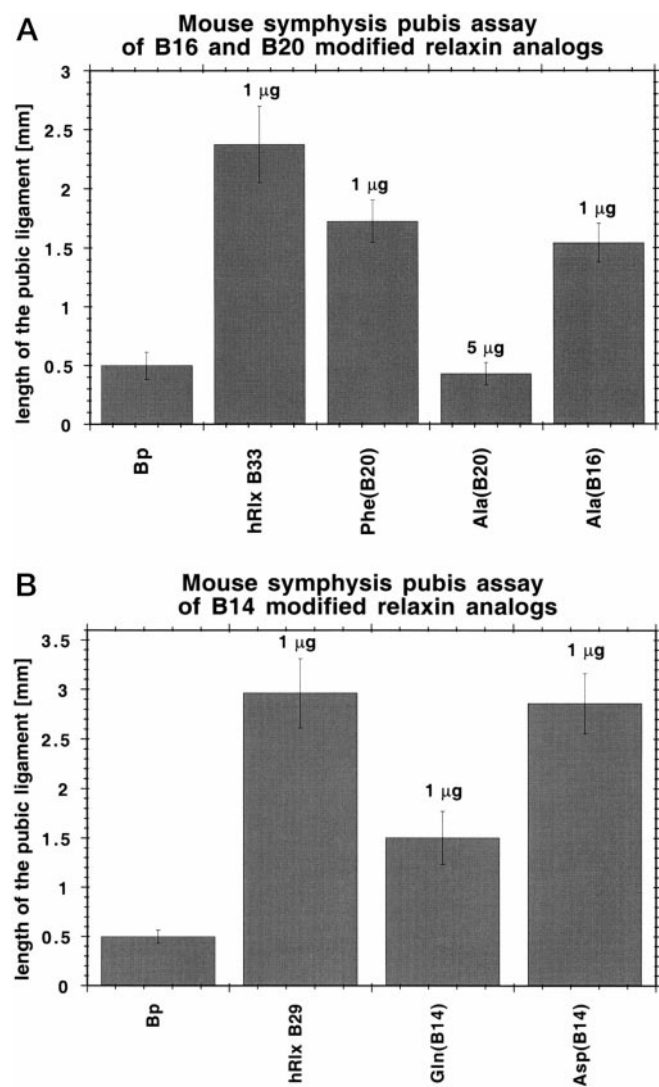 A
Mouse symphysis pubis assay
of B16 and B20 modified relaxin analogs
length of the pubic ligament [mm]
3
2.5
2
1.5
1
0.5
0
1 μg
1 μg
5 μg
1 μg
Bp
hRlx B33
Phe(B20)
Ala(B20)
Ala(B16)
B
Mouse symphysis pubis assay
of B14 modified relaxin analogs
length of the pubic ligament [mm]
3.5
3
2.5
2
1.5
1
0.5
0
1 μg
1 μg
1 μg
Bp
hRlx B29
Gln(B14)
Asp(B14)